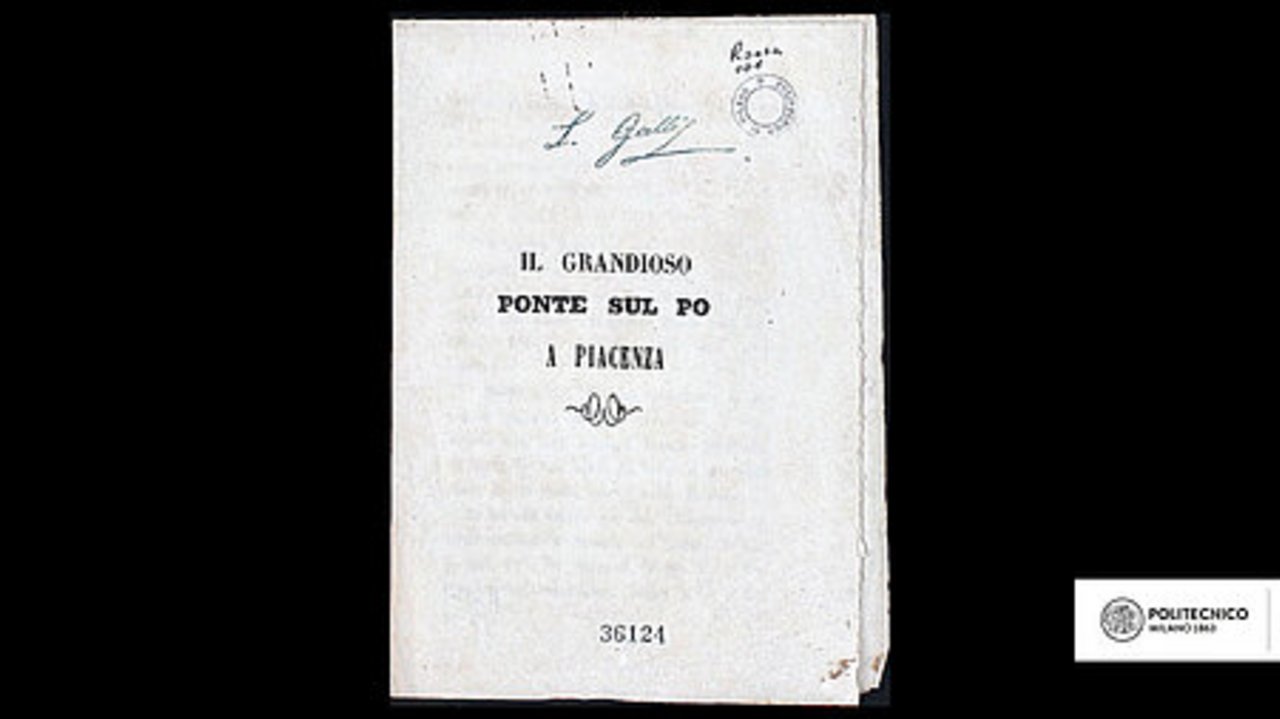 L. Galli
IL GRANDIOSO
PONTE SUL PO
A PIACENZA
36124
POLITECNICO
MILANO 1863